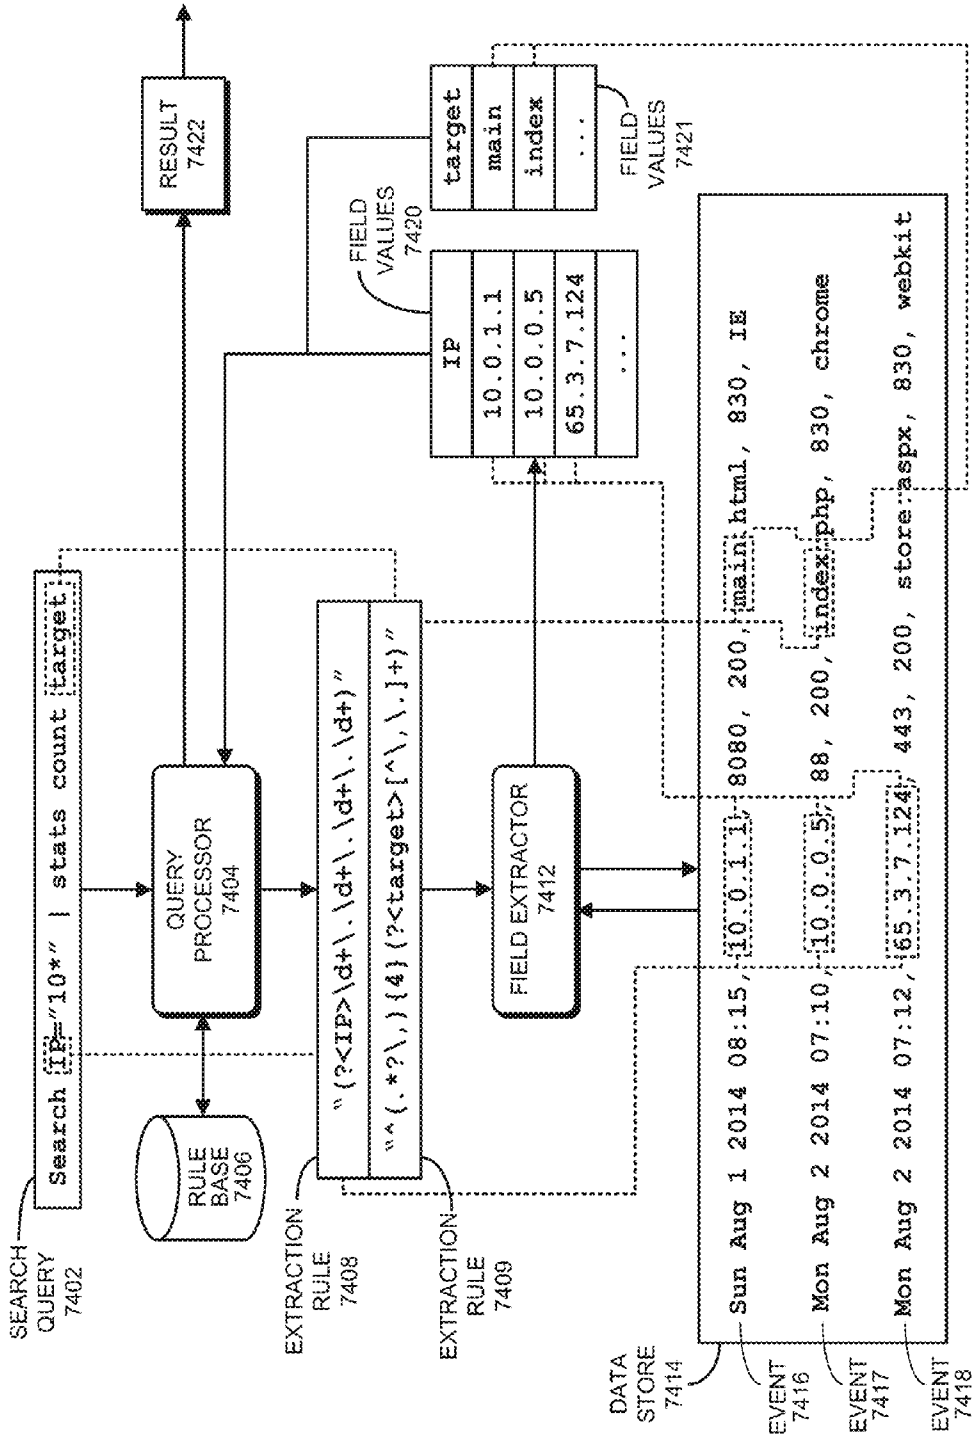 SEARCH
QUERY
7402
Search IP="10*" | stats count target
RULE
BASE
7406
QUERY
PROCESSOR
7404
RESULT
7422
EXTRACTION
RULE
7408
"(?<IP>\d+\.\d+\.\d+\.\d+)"
"^(.*?\,){4}(?<target>[^\,\.]+)"
EXTRACTION
RULE
7409
FIELD
VALUES
7420
IP
10.0.1.1
10.0.0.5
65.3.7.124
...
target
main
index
...
FIELD
VALUES
7421
FIELD EXTRACTOR
7412
DATA
STORE
7414
Sun Aug 1 2014 08:15, 10.0.1.1, 8080, 200, main.html, 830, IE
Mon Aug 2 2014 07:10, 10.0.0.5, 88, 200, index.php, 830, chrome
Mon Aug 2 2014 07:12, 65.3.7.124, 443, 200, store.aspx, 830, webkit
EVENT
7416
EVENT
7417
EVENT
7418